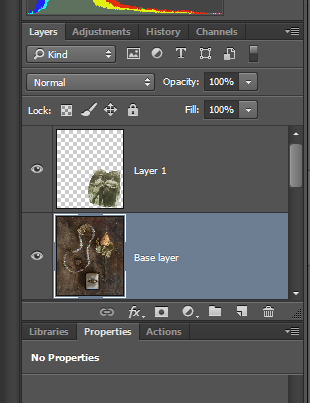 Layers Adjustments History Channels
Kind T
Normal Opacity: 100%
Lock: Fill: 100%
Layer 1
Base layer
fx
Libraries Properties Actions
No Properties